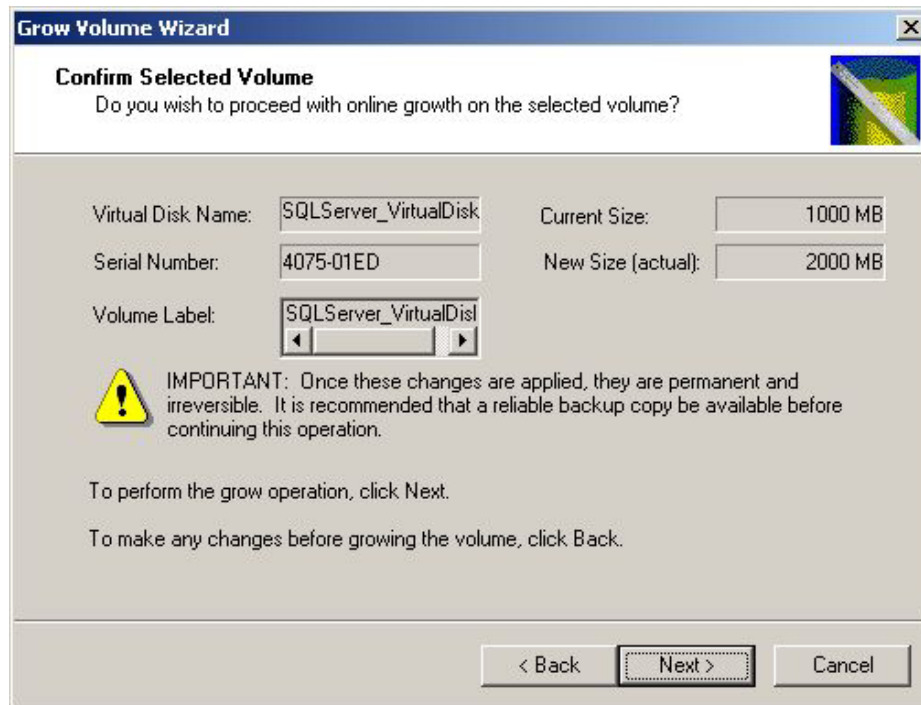 Grow Volume Wizard
Confirm Selected Volume
Do you wish to proceed with online growth on the selected volume?
Virtual Disk Name: SQLServer_VirtualDisk Current Size: 1000 MB
Serial Number: 4075-01ED New Size (actual): 2000 MB
Volume Label: SQLServer_VirtualDisl
IMPORTANT: Once these changes are applied, they are permanent and
irreversible. It is recommended that a reliable backup copy be available before
continuing this operation.
To perform the grow operation, click Next.
To make any changes before growing the volume, click Back.
< Back Next > Cancel